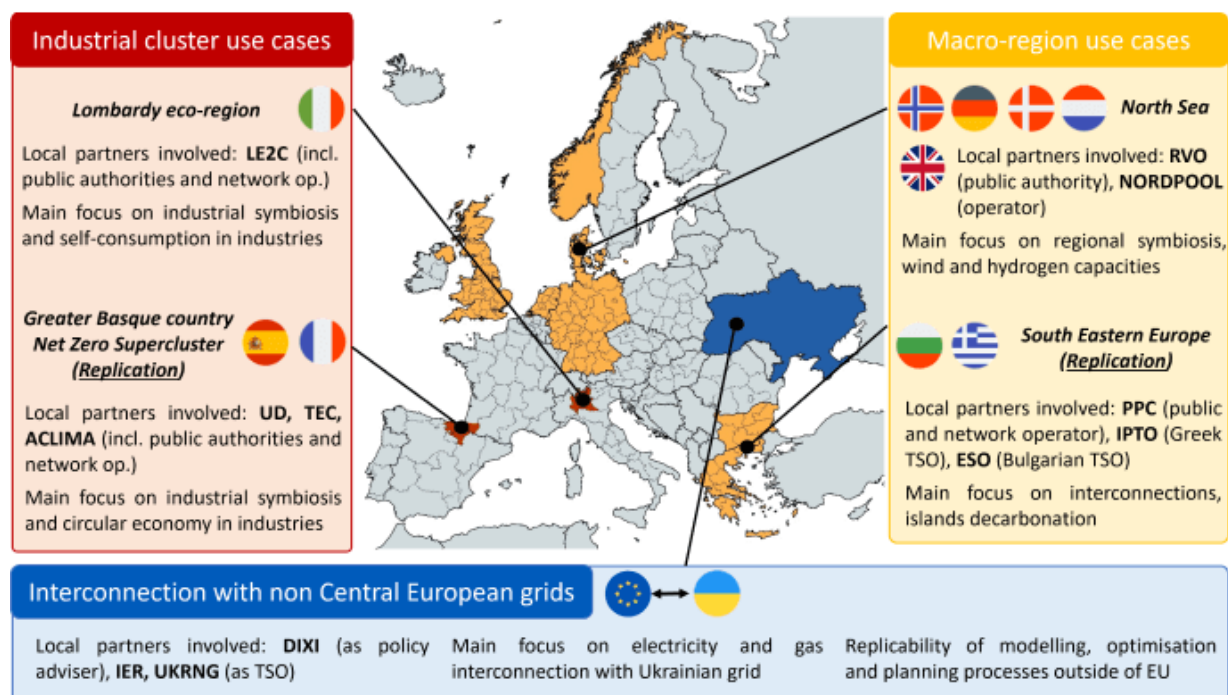 Industrial cluster use cases
Lombardy eco-region
Local partners involved: LE2C (incl.
public authorities and network op.)
Main focus on industrial symbiosis
and self-consumption in industries
Greater Basque country
Net Zero Supercluster
(Replication)
Local partners involved: UD, TEC,
ACLIMA (incl. public authorities and
network op.)
Main focus on industrial symbiosis
and circular economy in industries
Macro-region use cases
North Sea
Local partners involved: RVO
(public authority), NORDPOOL
(operator)
Main focus on regional symbiosis,
wind and hydrogen capacities
South Eastern Europe
(Replication)
Local partners involved: PPC (public
and network operator), IPTO (Greek
TSO), ESO (Bulgarian TSO)
Main focus on interconnections,
islands decarbonation
Interconnection with non Central European grids
Local partners involved: DIXI (as policy
adviser), IER, UKRNG (as TSO)
Main focus on electricity and gas
interconnection with Ukrainian grid
Replicability of modelling, optimisation
and planning processes outside of EU